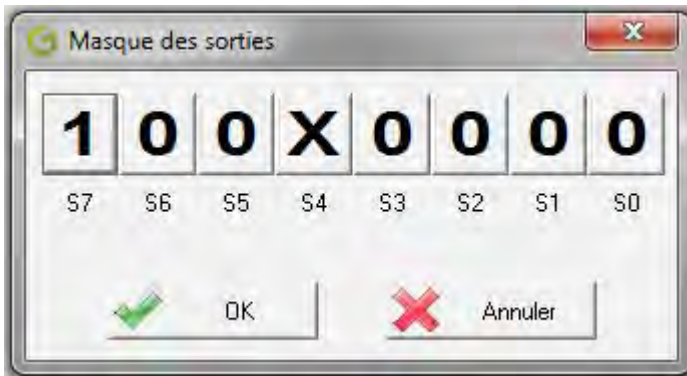 Masque des sorties
1 0 0 X 0 0 0 0
S7 S6 S5 S4 S3 S2 S1 S0
OK Annuler